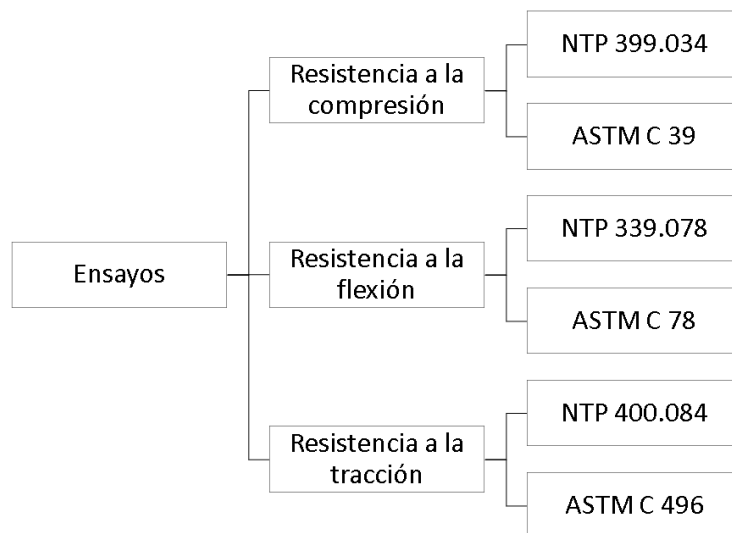 Ensayos
Resistencia a la
compresión
NTP 399.034
ASTM C 39
Resistencia a la
flexión
NTP 339.078
ASTM C 78
Resistencia a la
tracción
NTP 400.084
ASTM C 496